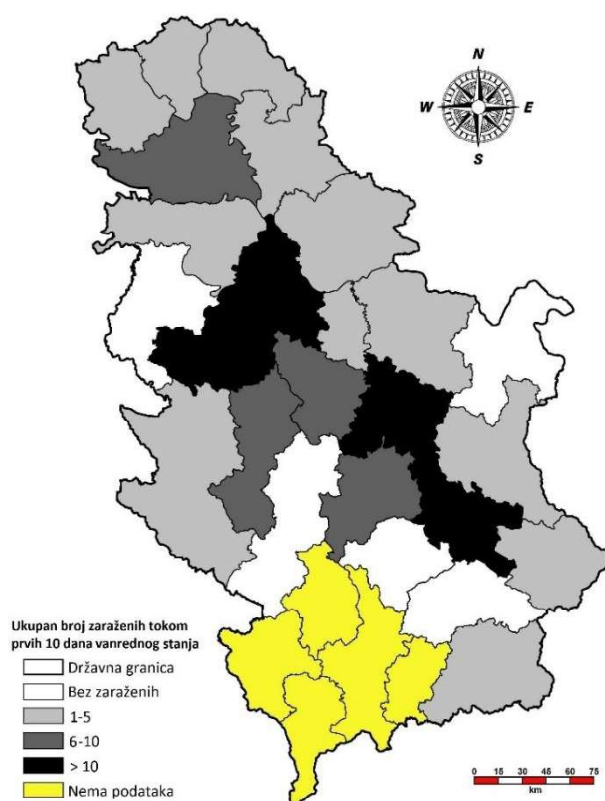 N
W E
S
Ukupan broj zaraženih tokom
prvih 10 dana vanrednog stanja
Državna granica
Bez zaraženih
1-5
6-10
> 10
Nema podataka
0 15 30 45 60 75
km